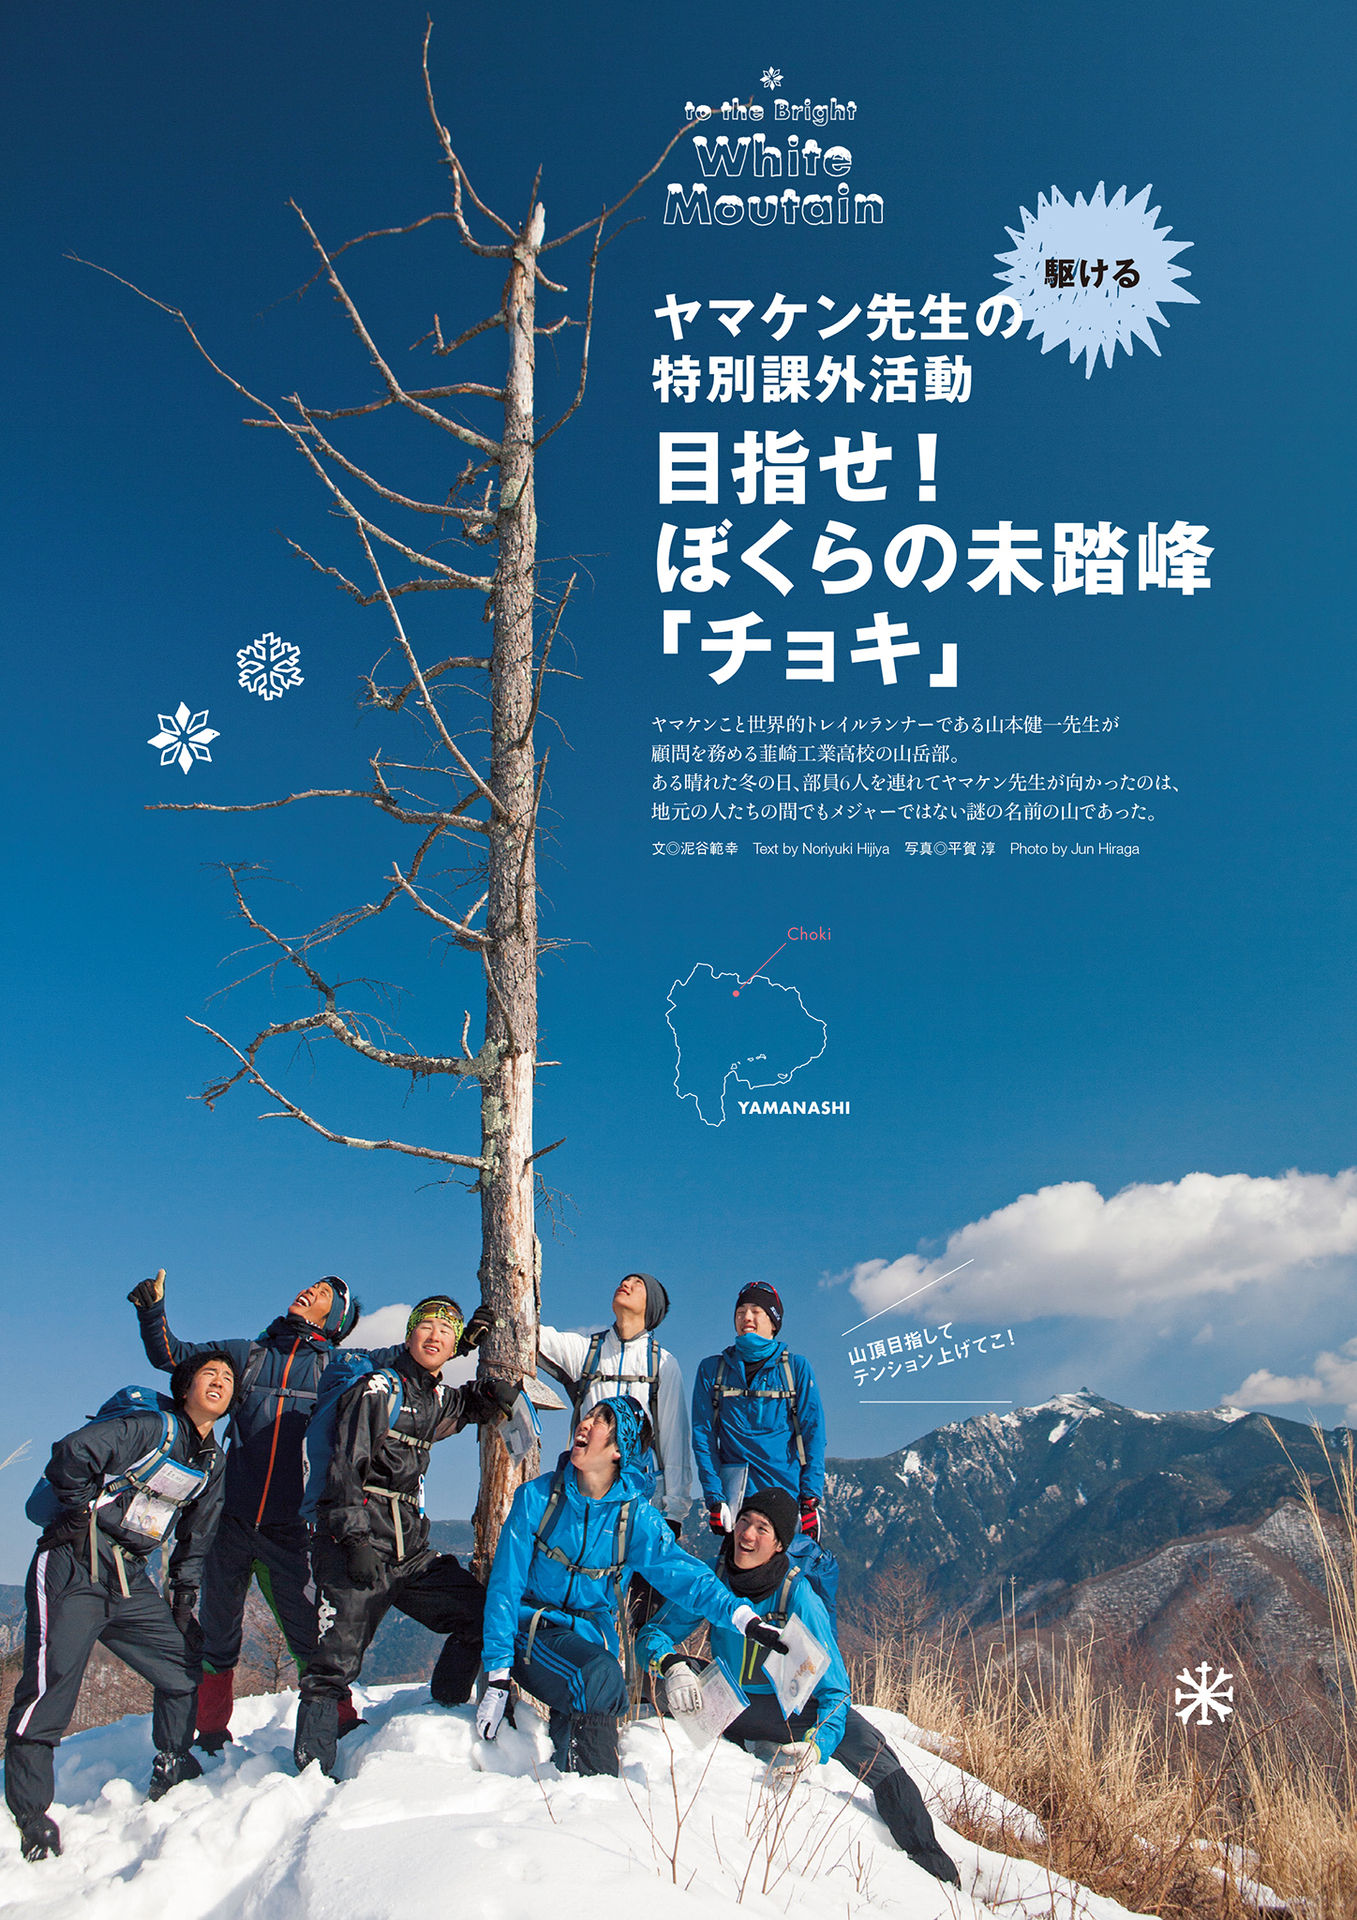 to the Bright
White
Moutain
駆ける
ヤマケン先生の
特別課外活動
目指せ！
ぼくらの未踏峰
「チョキ」
ヤマケンこと世界的トレイルランナーである山本健一先生が
顧問を務める韮崎工業高校の山岳部。
ある晴れた冬の日、部員6人を連れてヤマケン先生が向かったのは、
地元の人たちの間でもメジャーではない謎の名前の山であった。
文◎泥谷範幸　Text by Noriyuki Hijiya　写真◎平賀 淳　Photo by Jun Hiraga
Choki
YAMANASHI
山頂目指して
テンション上げてこ！